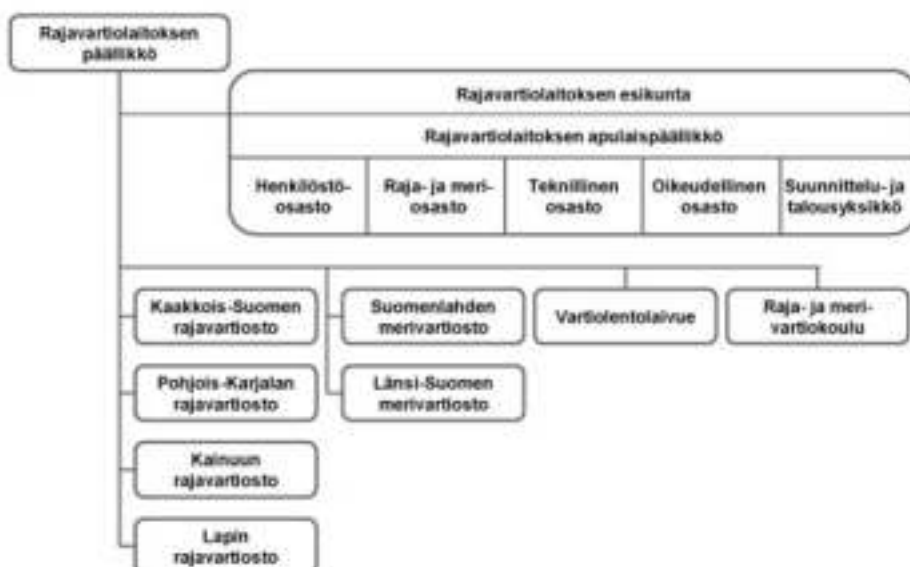 Rajavartiolaitoksen
päällikkö
Rajavartiolaitoksen esikunta
Rajavartiolaitoksen apulaispäällikkö
Henkilöstö-
osasto
Raja- ja meri-
osasto
Teknillinen
osasto
Oikeudellinen
osasto
Suunnittelu- ja
talousyksikkö
Kaakkois-Suomen
rajavartiosto
Suomenlahden
merivartiosto
Vartiolentolaivue
Raja- ja meri-
vartiokoulu
Pohjois-Karjalan
rajavartiosto
Länsi-Suomen
merivartiosto
Kainuun
rajavartiosto
Lapin
rajavartiosto